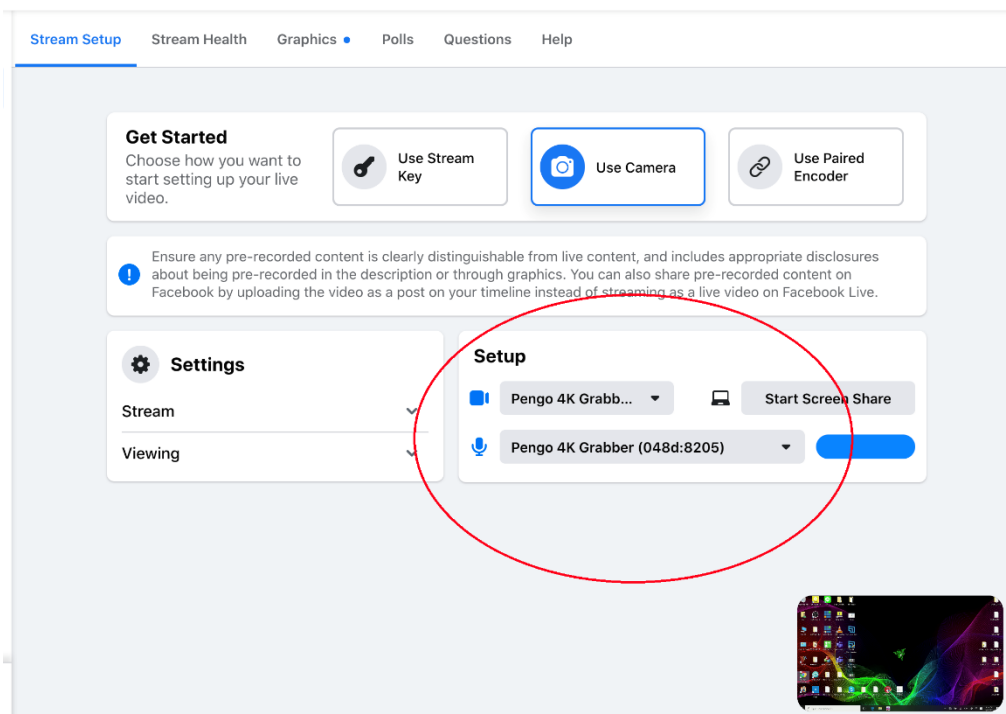 Stream Setup Stream Health Graphics Polls Questions Help
Get Started
Choose how you want to
start setting up your live
video.
Use Stream
Key
Use Camera
Use Paired
Encoder
Ensure any pre-recorded content is clearly distinguishable from live content, and includes appropriate disclosures
about being pre-recorded in the description or through graphics. You can also share pre-recorded content on
Facebook by uploading the video as a post on your timeline instead of streaming as a live video on Facebook Live.
Settings
Stream
Viewing
Setup
Pengo 4K Grabb...
Start Screen Share
Pengo 4K Grabber (048d:8205)